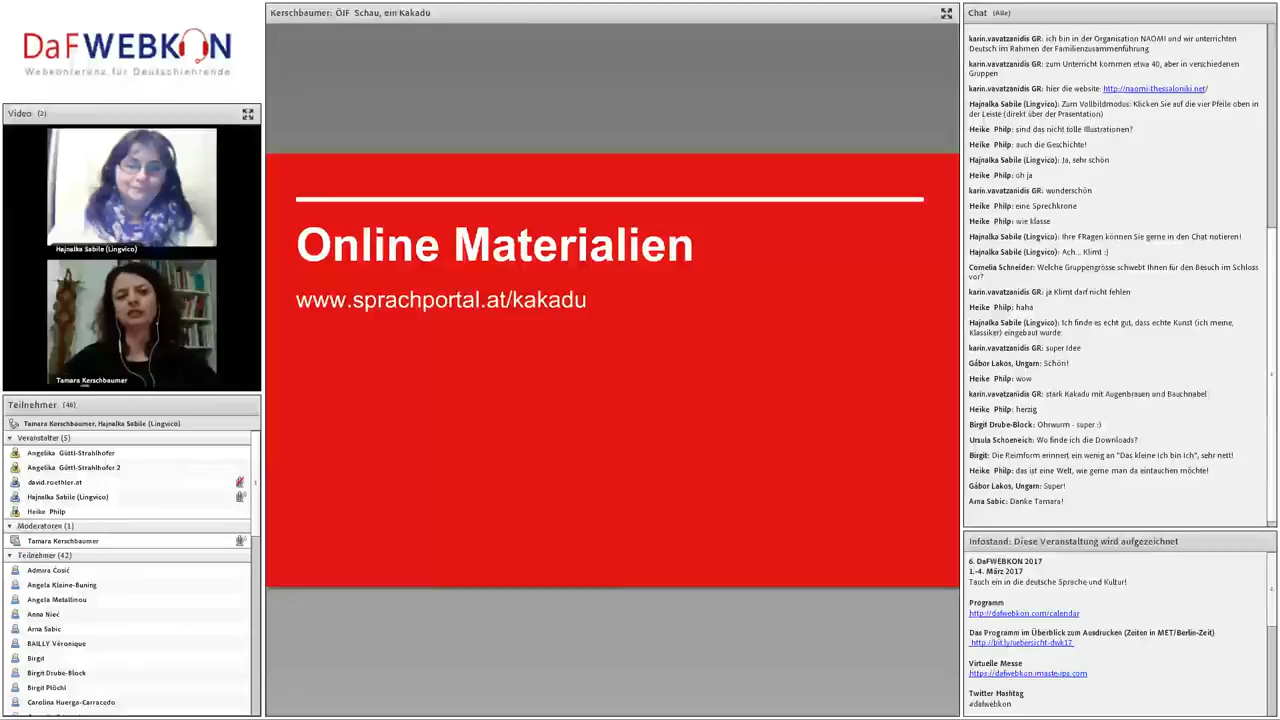 DaFWEBKON
Webkonferenz für Deutschlehrende
Video (2)
Hajnalka Sabile (Lingvico)
Tamara Kerschbaumer
Teilnehmer (48)
Tamara Kerschbaumer, Hajnalka Sabile (Lingvico)
Veranstalter (5)
Angelika Güttl-Strahlhofer
Angelika Güttl-Strahlhofer 2
david.roethler.at
Hajnalka Sabile (Lingvico)
Heike Philp
Moderatoren (1)
Tamara Kerschbaumer
Teilnehmer (42)
Admira Ćosić
Angela Kleine-Büning
Angela Metallinou
Anna Nieć
Arna Sabic
BAILLY Véronique
Birgit
Birgit Drube-Block
Birgit Plöchl
Carolina Huerga-Carracedo
Kerschbaumer: ÖIF Schau, ein Kakadu
Online Materialien
www.sprachportal.at/kakadu
Chat (Alle)
karin.vavatzanidis GR: ich bin in der Organisation NAOMI und wir unterrichten
Deutsch im Rahmen der Familienzusammenführung
karin.vavatzanidis GR: zum Unterricht kommen etwa 40, aber in verschiedenen
Gruppen
karin.vavatzanidis GR: hier die website: http://naomi-thessaloniki.net/
Hajnalka Sabile (Lingvico): Zum Vollbildmodus: Klicken Sie auf die vier Pfeile oben in
der Leiste (direkt über der Präsentation)
Heike Philp: sind das nicht tolle Illustrationen?
Heike Philp: auch die Geschichte!
Hajnalka Sabile (Lingvico): Ja, sehr schön
Heike Philp: oh ja
karin.vavatzanidis GR: wunderschön
Heike Philp: eine Sprechkrone
Heike Philp: wie klasse
Hajnalka Sabile (Lingvico): Ihre FRagen können Sie gerne in den Chat notieren!
Hajnalka Sabile (Lingvico): Ach... Klimt :)
Cornelia Schneider: Welche Gruppengrösse schwebt Ihnen für den Besuch im Schloss
vor?
karin.vavatzanidis GR: ja Klimt darf nicht fehlen
Heike Philp: haha
Hajnalka Sabile (Lingvico): Ich finde es echt gut, dass echte Kunst (ich meine,
Klassiker) eingebaut wurde
karin.vavatzanidis GR: super Idee
Gábor Lakos, Ungarn: Schön!
Heike Philp: wow
karin.vavatzanidis GR: stark Kakadu mit Augenbrauen und Bauchnabel
Heike Philp: herzig
Birgit Drube-Block: Ohrwurm - super :)
Ursula Schoeneich: Wo finde ich die Downloads?
Birgit: Die Reimform erinnert ein wenig an "Das kleine Ich bin Ich", sehr nett!
Heike Philp: das ist eine Welt, wie gerne man da eintauchen möchte!
Gábor Lakos, Ungarn: Super!
Arna Sabic: Danke Tamara!
Infostand: Diese Veranstaltung wird aufgezeichnet
6. DaFWEBKON 2017
1.-4. März 2017
Tauch ein in die deutsche Sprache und Kultur!
Programm
http://dafwebkon.com/calendar
Das Programm im Überblick zum Ausdrucken (Zeiten in MET/Berlin-Zeit)
http://bit.ly/uebersicht-dwk17
Virtuelle Messe
https://dafwebkon.imaste-ips.com
Twitter Hashtag
#dafwebkon